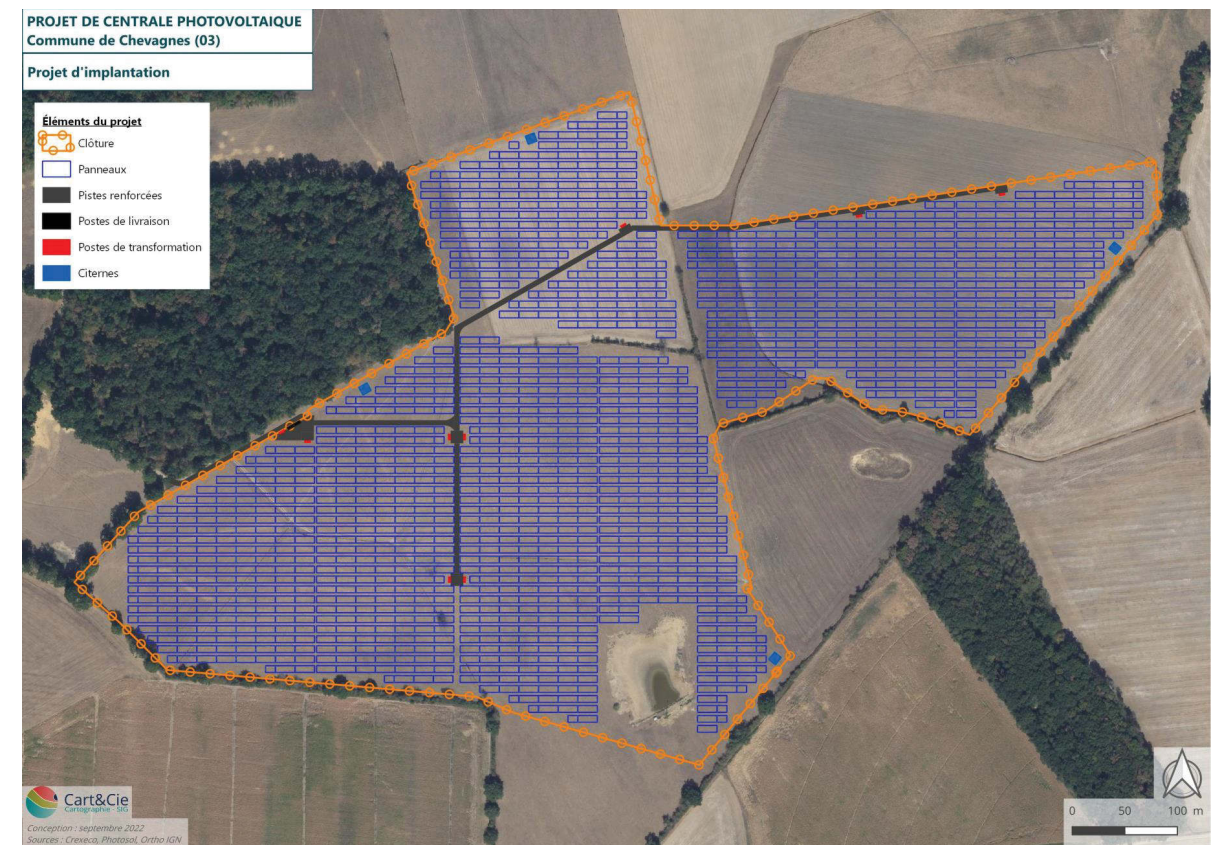 PROJET DE CENTRALE PHOTOVOLTAIQUE
Commune de Chevagnes (03)
Projet d'implantation
Éléments du projet
Clôture
Panneaux
Pistes renforcées
Postes de livraison
Postes de transformation
Citernes
Cart&Cie
Cartographie - SIG
Conception : septembre 2022
Sources : Crexeco, Photosol, Ortho IGN
0 50 100 m